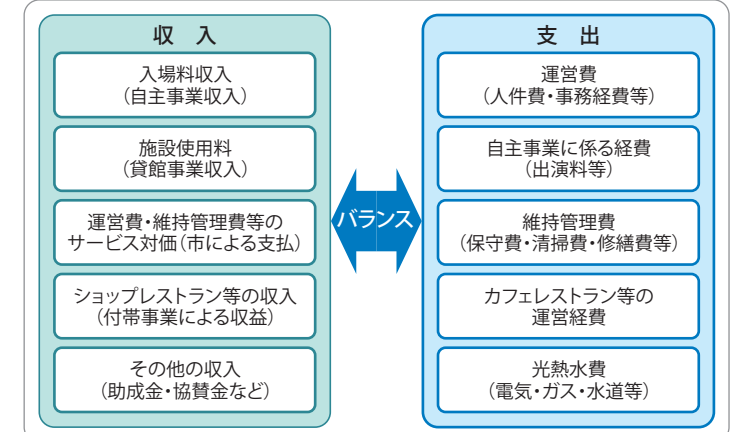 収　入
入場料収入
（自主事業収入）
施設使用料
（貸館事業収入）
運営費・維持管理費等の
サービス対価（市による支払）
ショップレストラン等の収入
（付帯事業による収益）
その他の収入
（助成金・協賛金など）
バランス
支　出
運営費
（人件費・事務経費等）
自主事業に係る経費
（出演料等）
維持管理費
（保守費・清掃費・修繕費等）
カフェレストラン等の
運営経費
光熱水費
（電気・ガス・水道等）